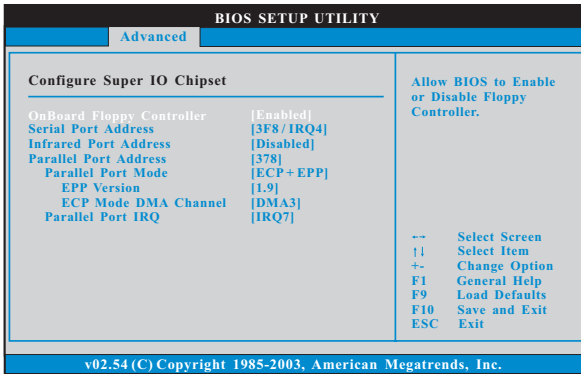 BIOS SETUP UTILITY
Advanced
Configure Super IO Chipset
OnBoard Floppy Controller [Enabled]
Serial Port Address [3F8 / IRQ4]
Infrared Port Address [Disabled]
Parallel Port Address [378]
Parallel Port Mode [ECP + EPP]
EPP Version [1.9]
ECP Mode DMA Channel [DMA3]
Parallel Port IRQ [IRQ7]
Allow BIOS to Enable
or Disable Floppy
Controller.
←→ Select Screen
↑↓ Select Item
+- Change Option
F1 General Help
F9 Load Defaults
F10 Save and Exit
ESC Exit
v02.54 (C) Copyright 1985-2003, American Megatrends, Inc.